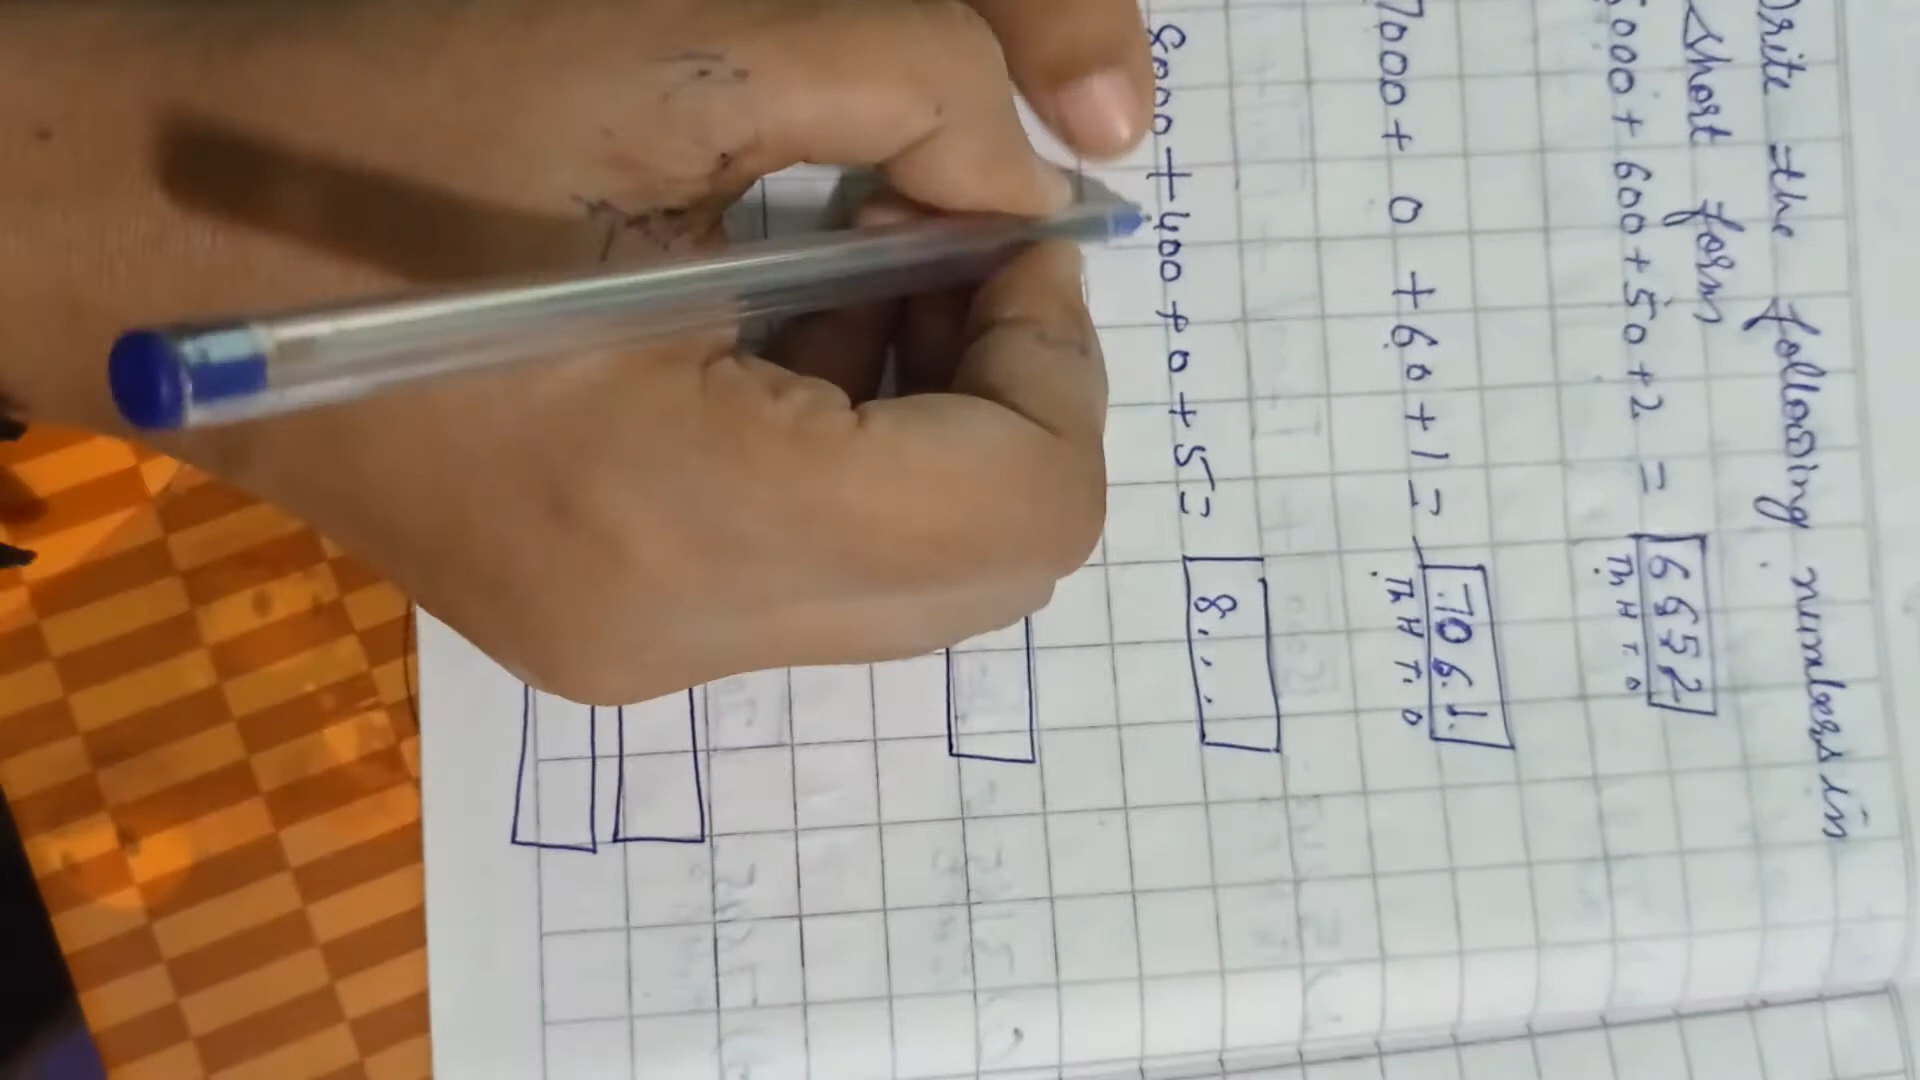 Write the following numbers in
Short form
6000 + 600 + 50 + 2 = 6652
Th H T. O
7000 + 0 + 60 + 1 = 7061
Th H T. O
8000 + 400 + 0 + 5 = 8...